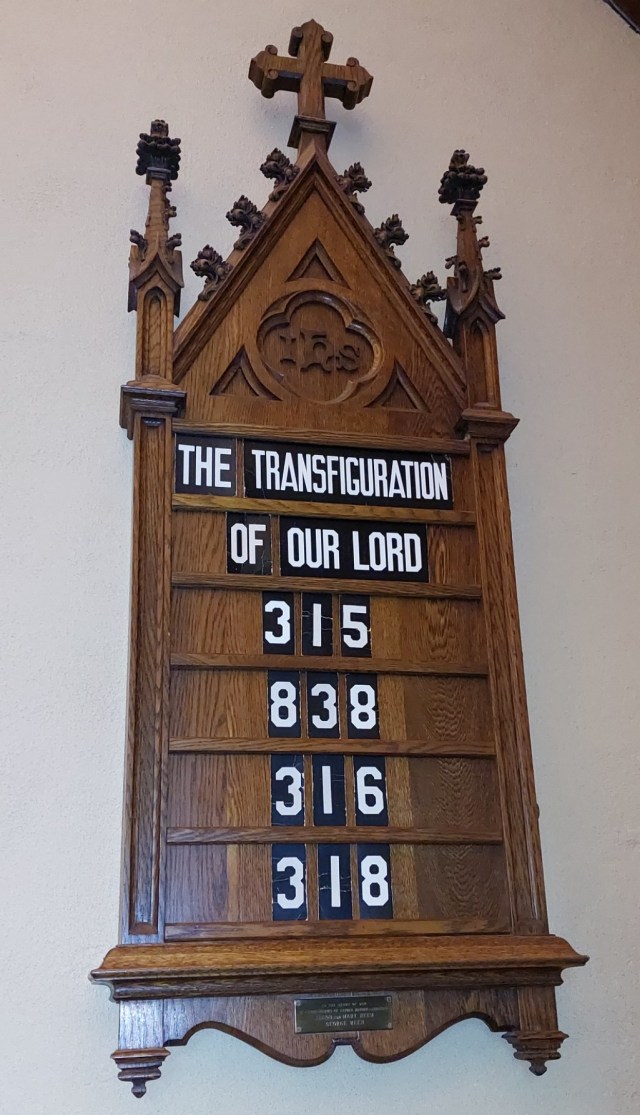 IHS
THE TRANSFIGURATION
OF OUR LORD
315
838
316
318